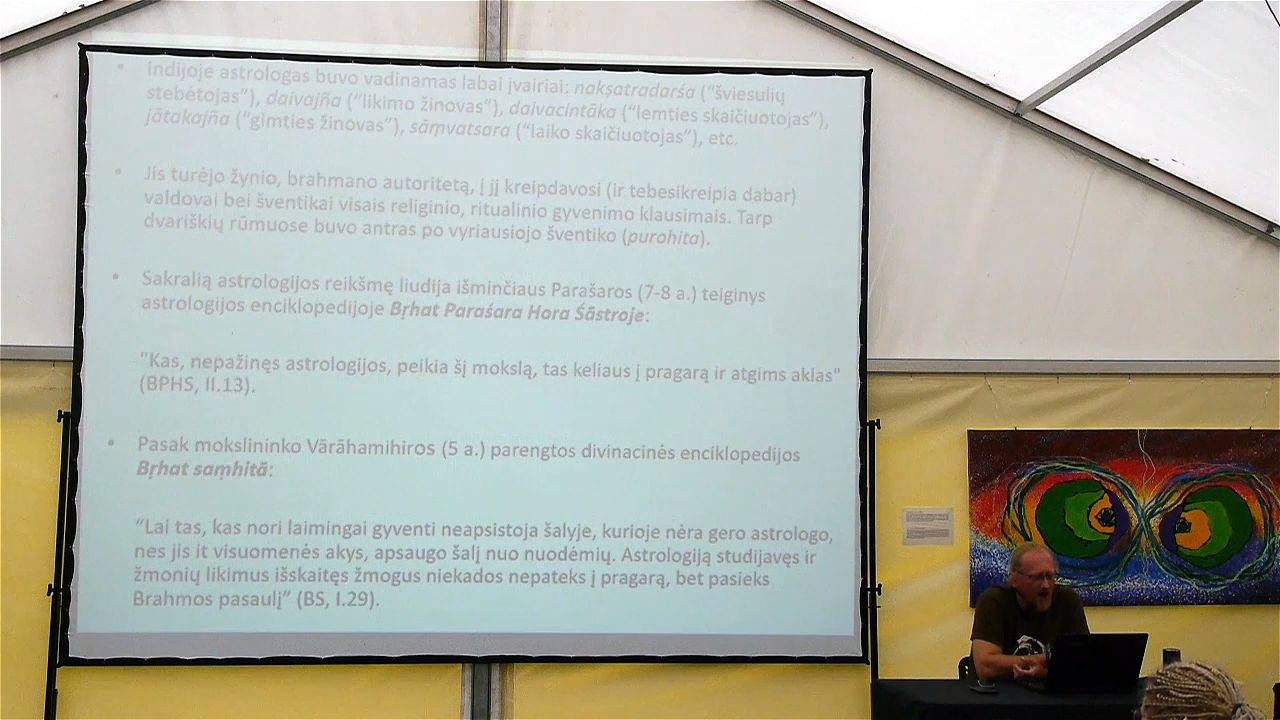 • Indijoje astrologas buvo vadinamas labai įvairiai: nakṣatradarśa (“šviesulių
stebėtojas”), daivajña (“likimo žinovas”), daivacintāka (“lemties skaičiuotojas”),
jātakajña (“gimties žinovas”), sāṃvatsara (“laiko skaičiuotojas”), etc.
• Jis turėjo žynio, brahmano autoritetą, į jį kreipdavosi (ir tebesikreipia dabar)
valdovai bei šventikai visais religinio, ritualinio gyvenimo klausimais. Tarp
dvariškių rūmuose buvo antras po vyriausiojo šventiko (purohita).
• Sakralią astrologijos reikšmę liudija išminčiaus Parašaros (7-8 a.) teiginys
astrologijos enciklopedijoje Bṛhat Paraśara Hora Śāstroje:
"Kas, nepažinęs astrologijos, peikia šį mokslą, tas keliaus į pragarą ir atgims aklas"
(BPHS, II.13).
• Pasak mokslininko Vārāhamihiros (5 a.) parengtos divinacinės enciklopedijos
Bṛhat saṃhitā:
“Lai tas, kas nori laimingai gyventi neapsistoja šalyje, kurioje nėra gero astrologo,
nes jis it visuomenės akys, apsaugo šalį nuo nuodėmių. Astrologiją studijavęs ir
žmonių likimus išskaitęs žmogus niekados nepateks į pragarą, bet pasieks
Brahmos pasaulį” (BS, I.29).